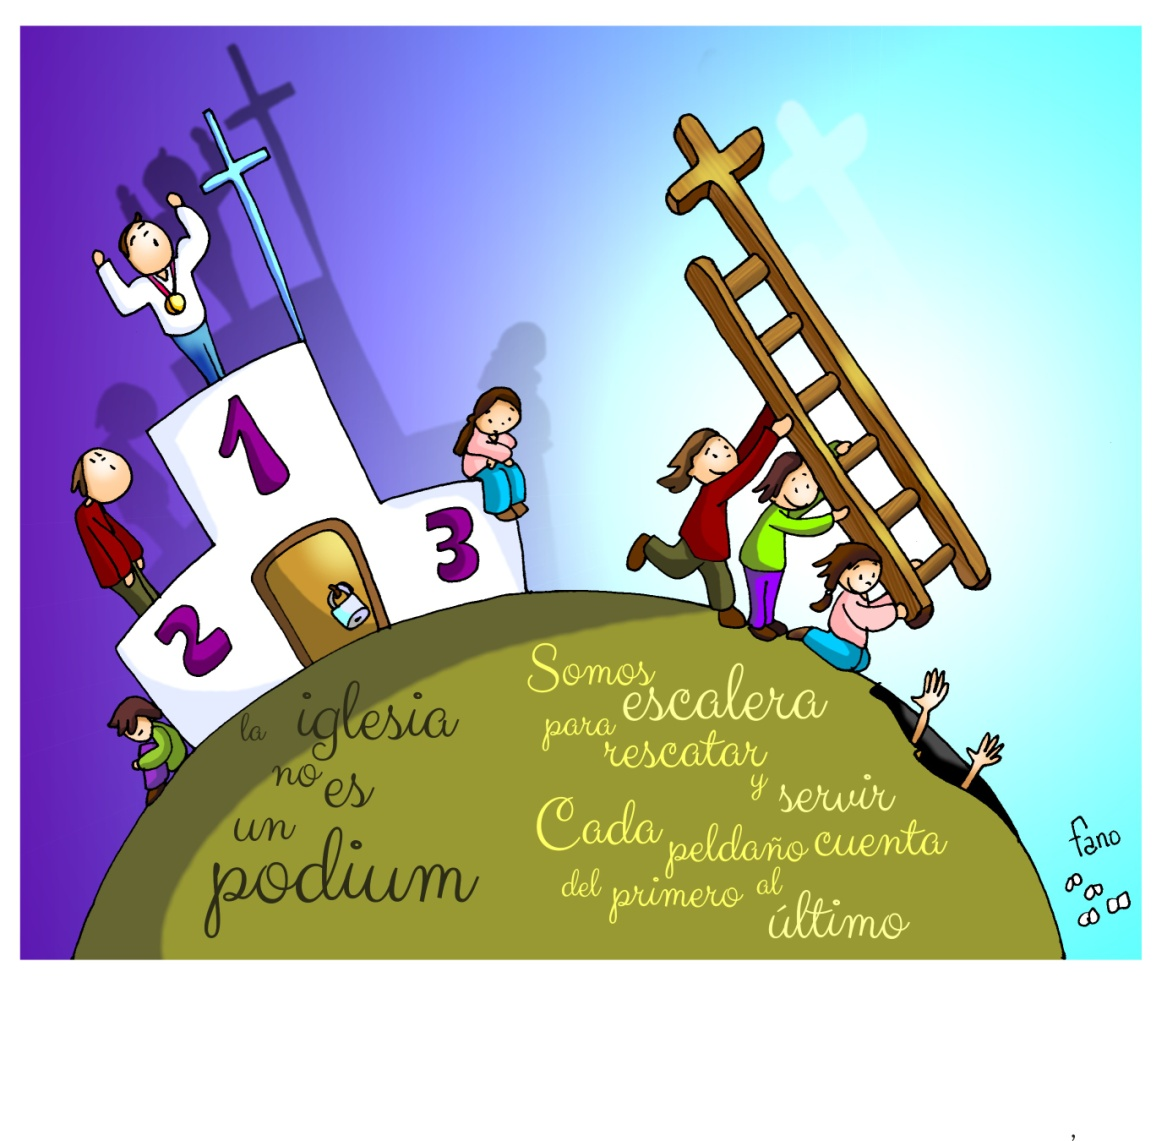 1
2
3
la iglesia
no es
un
podium
Somos
escalera
para
rescatar
y
servir
Cada
peldaño cuenta
del primero al
último
fano
,